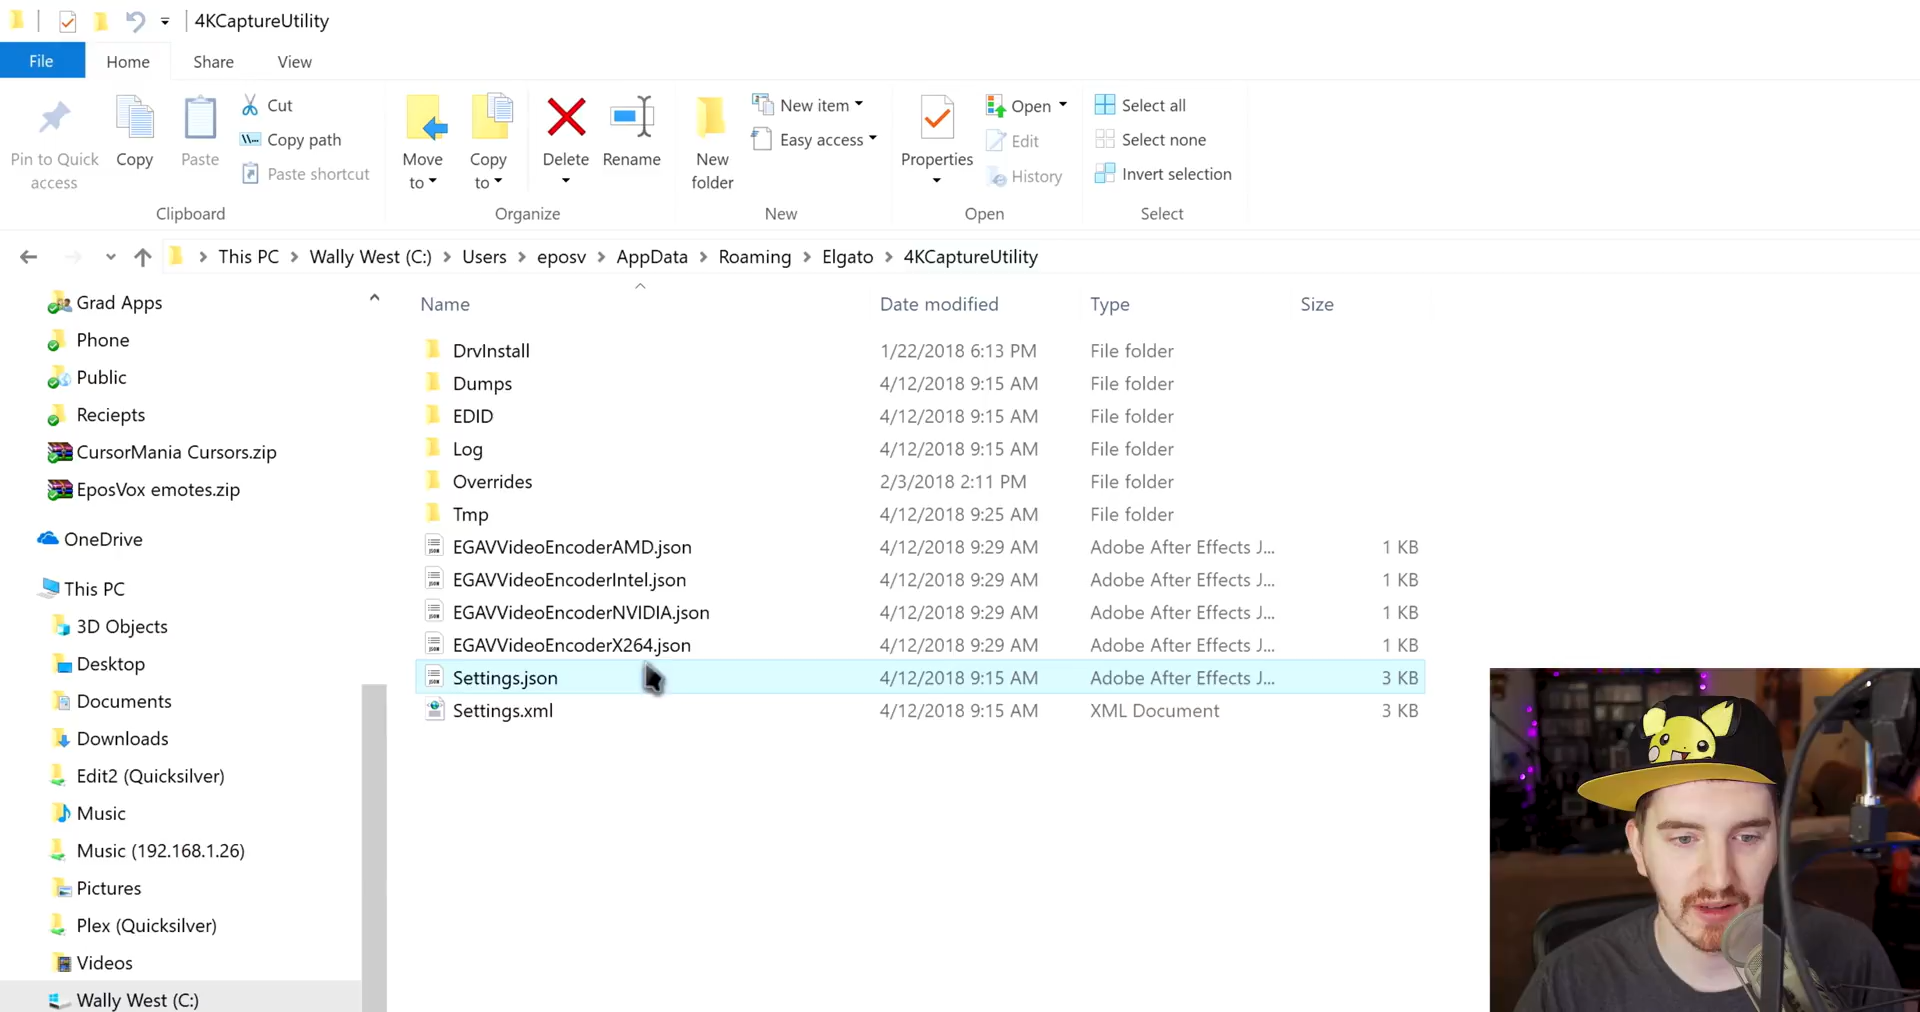 4KCaptureUtility
File Home Share View
Pin to Quick access
Copy
Paste
Cut
Copy path
Paste shortcut
Clipboard
Move to
Copy to
Delete
Rename
Organize
New folder
New item
Easy access
New
Properties
Open
Edit
History
Open
Select all
Select none
Invert selection
Select
This PC > Wally West (C:) > Users > eposv > AppData > Roaming > Elgato > 4KCaptureUtility
Grad Apps
Phone
Public
Reciepts
CursorMania Cursors.zip
EposVox emotes.zip
OneDrive
This PC
3D Objects
Desktop
Documents
Downloads
Edit2 (Quicksilver)
Music
Music (192.168.1.26)
Pictures
Plex (Quicksilver)
Videos
Wally West (C:)
Name Date modified Type Size
DrvInstall 1/22/2018 6:13 PM File folder
Dumps 4/12/2018 9:15 AM File folder
EDID 4/12/2018 9:15 AM File folder
Log 4/12/2018 9:15 AM File folder
Overrides 2/3/2018 2:11 PM File folder
Tmp 4/12/2018 9:25 AM File folder
EGAVVideoEncoderAMD.json 4/12/2018 9:29 AM Adobe After Effects J... 1 KB
EGAVVideoEncoderIntel.json 4/12/2018 9:29 AM Adobe After Effects J... 1 KB
EGAVVideoEncoderNVIDIA.json 4/12/2018 9:29 AM Adobe After Effects J... 1 KB
EGAVVideoEncoderX264.json 4/12/2018 9:29 AM Adobe After Effects J... 1 KB
Settings.json 4/12/2018 9:15 AM Adobe After Effects J... 3 KB
Settings.xml 4/12/2018 9:15 AM XML Document 3 KB